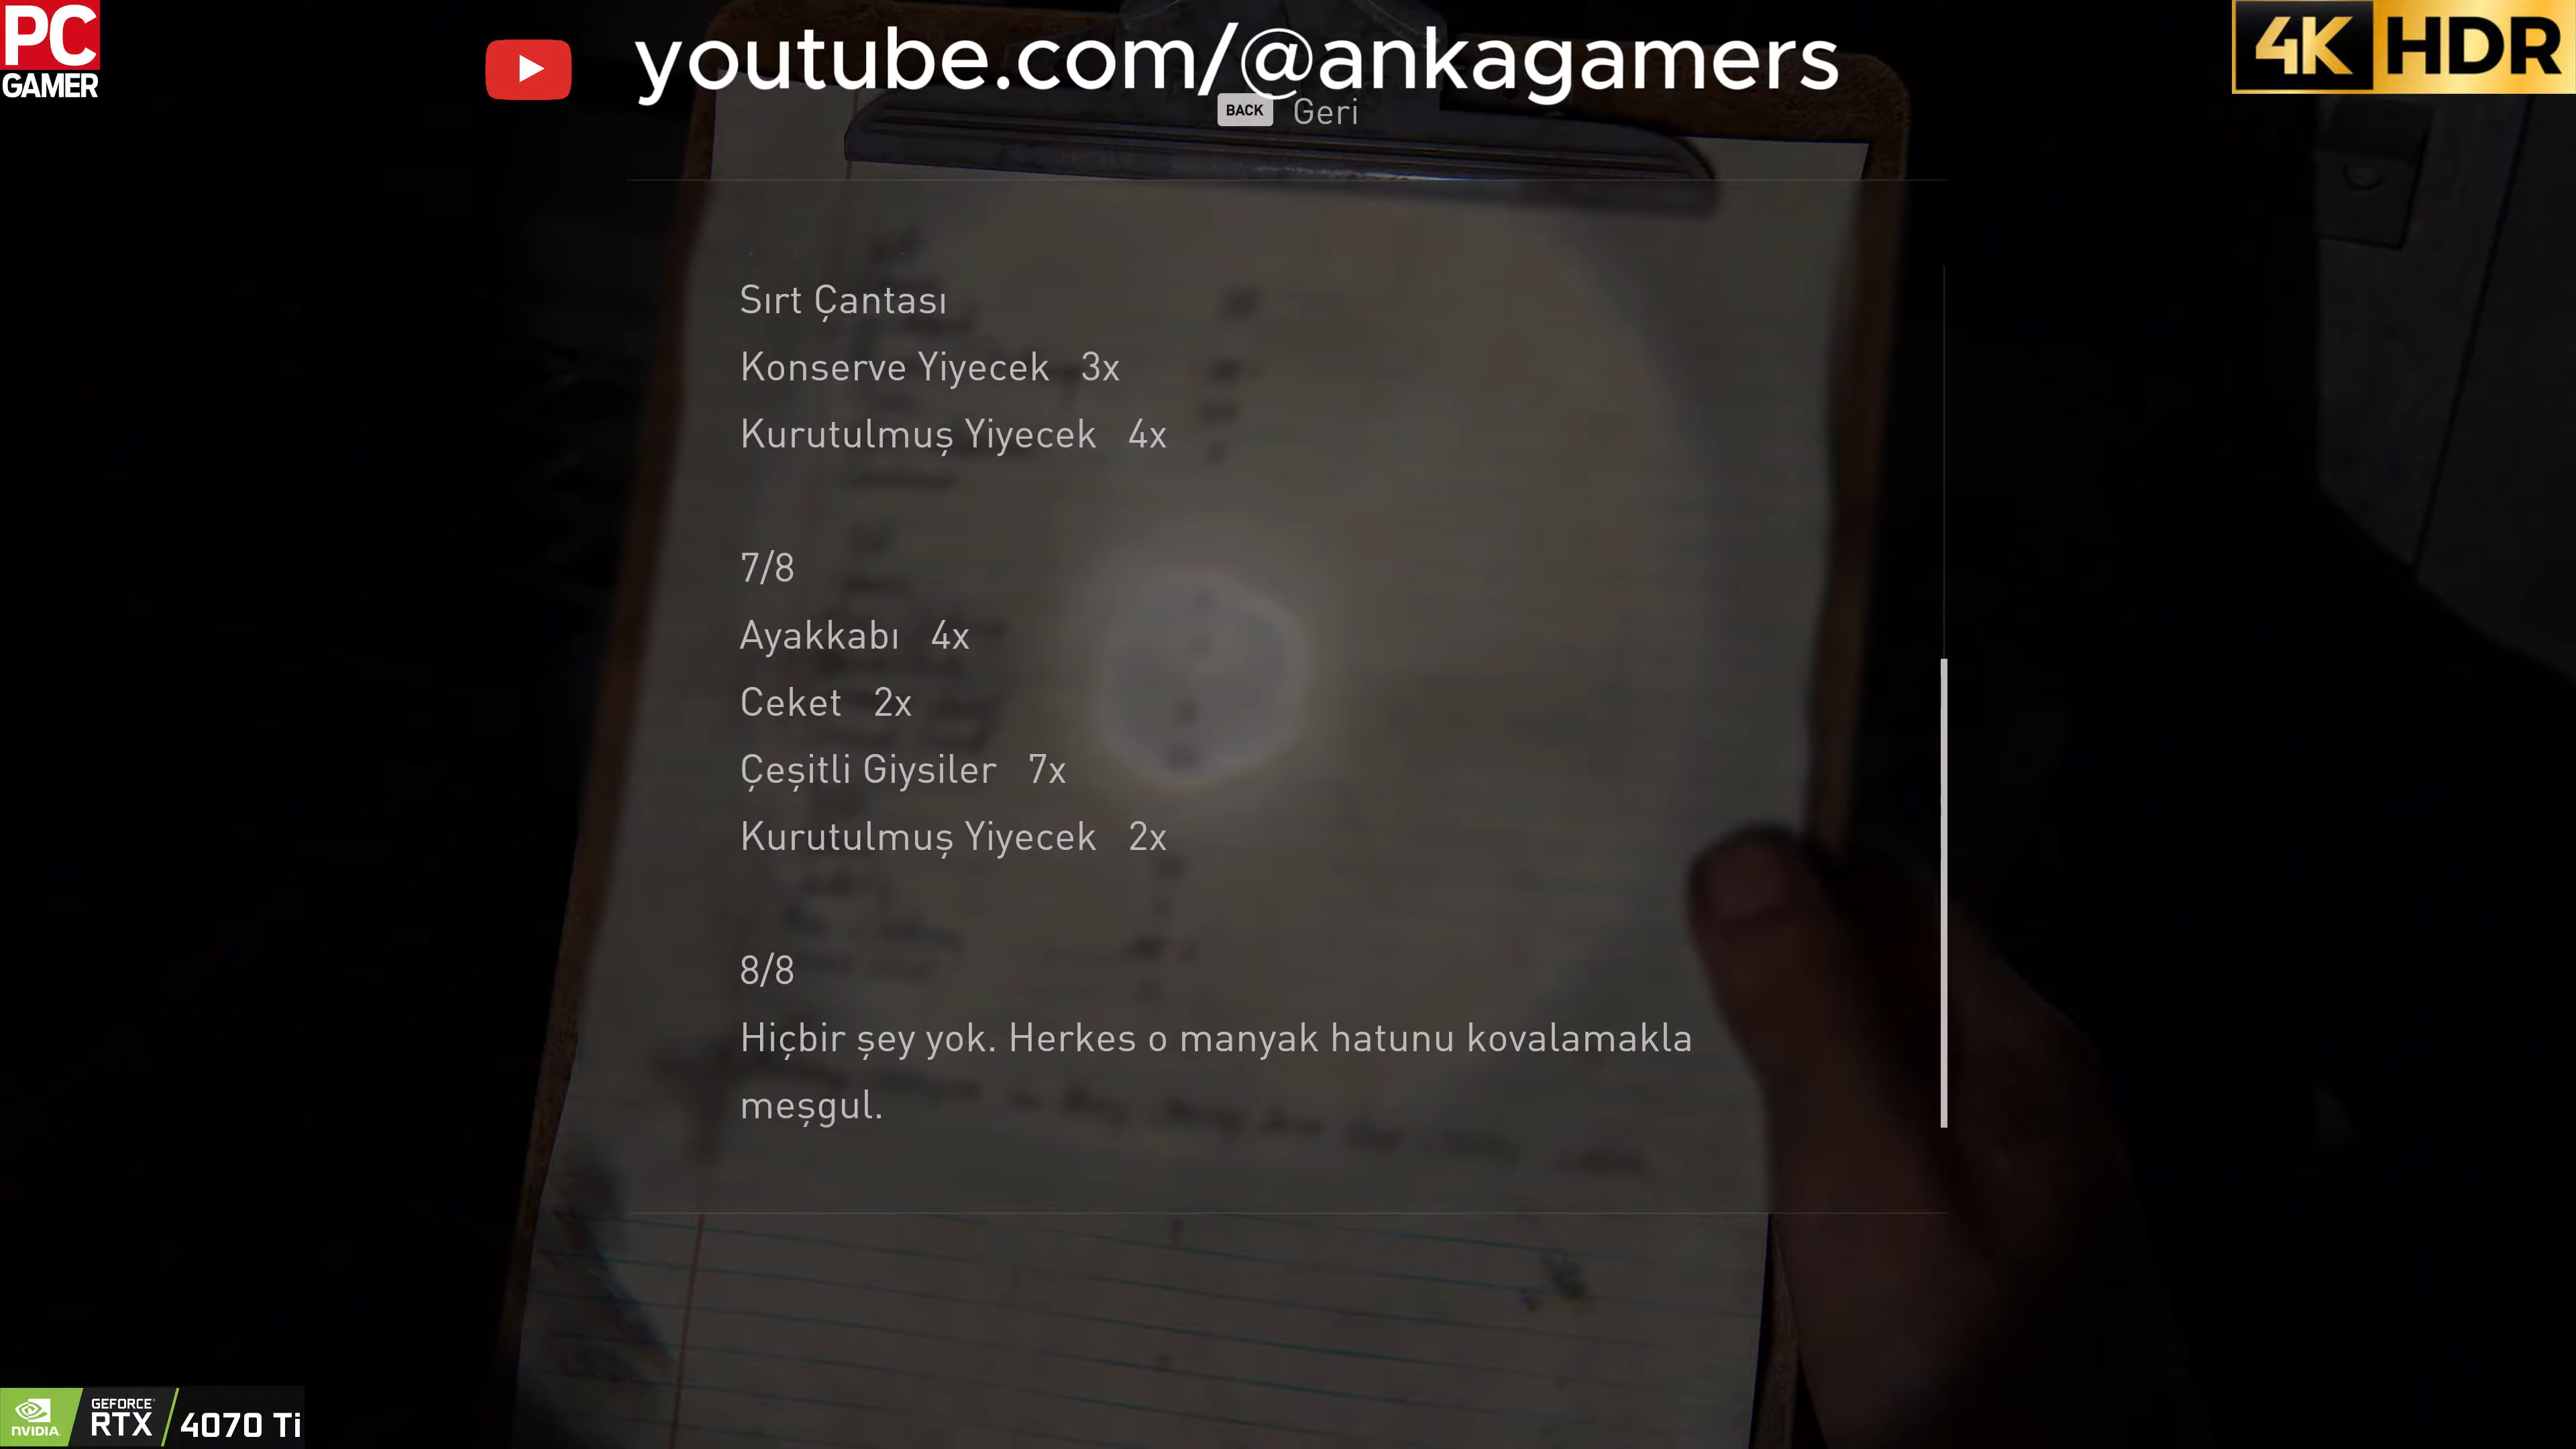 PC
GAMER
youtube.com/@ankagamers
4K HDR
BACK Geri
Sırt Çantası
Konserve Yiyecek 3x
Kurutulmuş Yiyecek 4x
7/8
Ayakkabı 4x
Ceket 2x
Çeşitli Giysiler 7x
Kurutulmuş Yiyecek 2x
8/8
Hiçbir şey yok. Herkes o manyak hatunu kovalamakla
meşgul.
NVIDIA GEFORCE RTX 4070 Ti